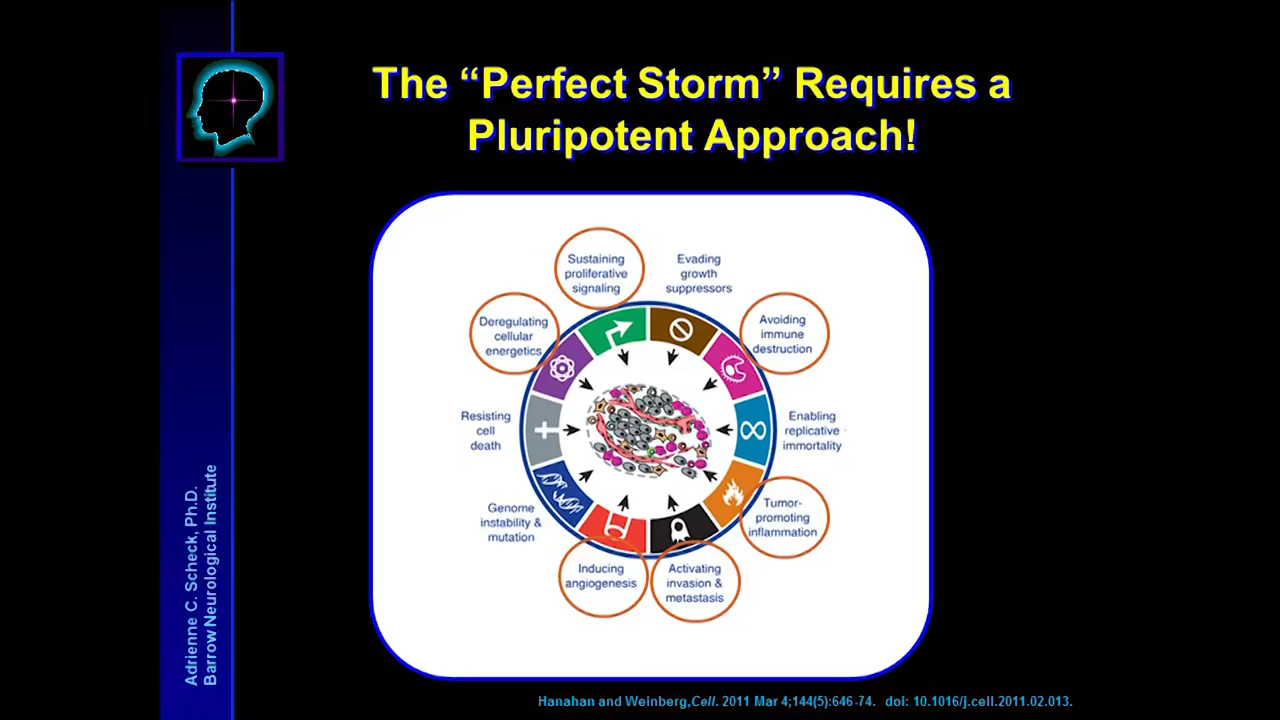 The “Perfect Storm” Requires a
Pluripotent Approach!
Sustaining
proliferative
signaling
Evading
growth
suppressors
Deregulating
cellular
energetics
Avoiding
immune
destruction
Resisting
cell
death
Enabling
replicative
immortality
Genome
instability &
mutation
Tumor-
promoting
inflammation
Inducing
angiogenesis
Activating
invasion &
metastasis
Adrienne C. Scheck, Ph.D.
Barrow Neurological Institute
Hanahan and Weinberg,Cell. 2011 Mar 4;144(5):646-74. doi: 10.1016/j.cell.2011.02.013.